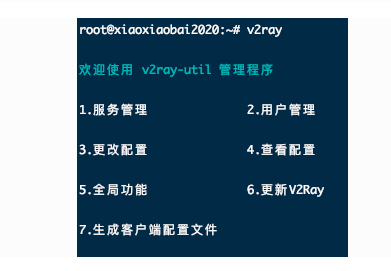 root@xiaoxiaobai2020:~# v2ray
欢迎使用 v2ray-util 管理程序
1.服务管理 2.用户管理
3.更改配置 4.查看配置
5.全局功能 6.更新V2Ray
7.生成客户端配置文件